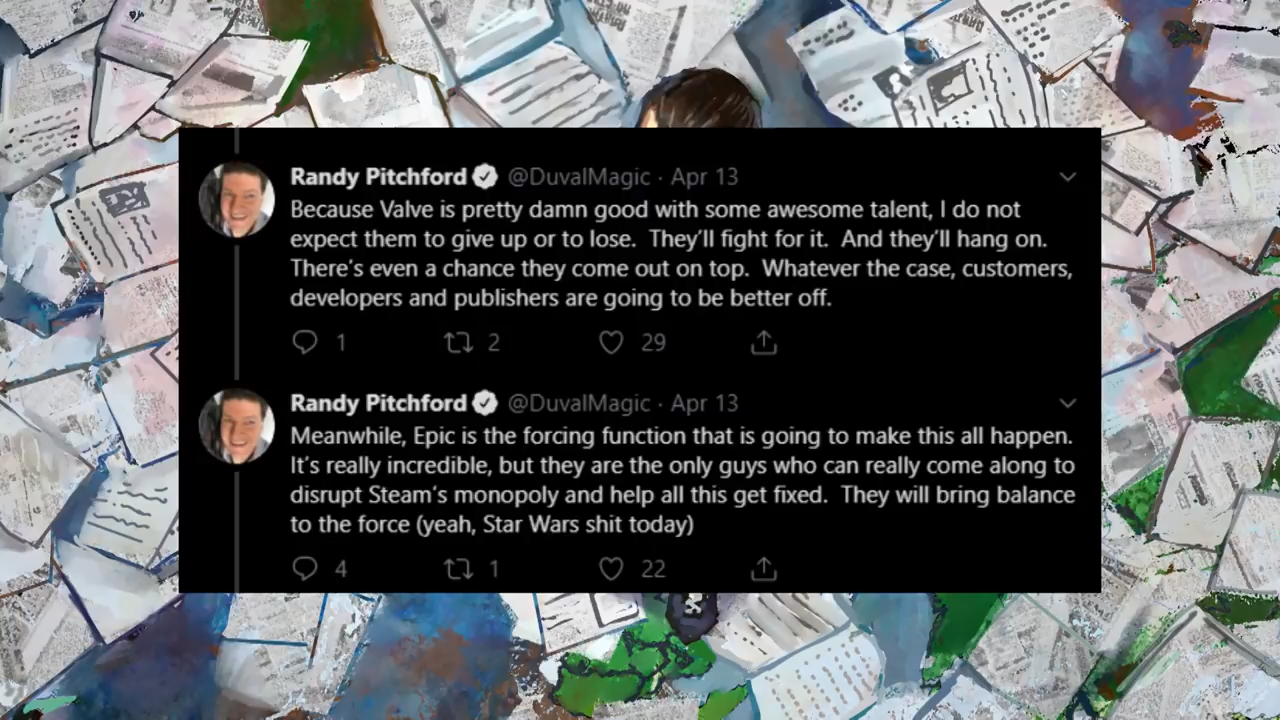 Randy Pitchford @DuvalMagic · Apr 13
Because Valve is pretty damn good with some awesome talent, I do not
expect them to give up or to lose.  They'll fight for it.  And they'll hang on.
There's even a chance they come out on top.  Whatever the case, customers,
developers and publishers are going to be better off.
1 2 29
Randy Pitchford @DuvalMagic · Apr 13
Meanwhile, Epic is the forcing function that is going to make this all happen.
It's really incredible, but they are the only guys who can really come along to
disrupt Steam's monopoly and help all this get fixed.  They will bring balance
to the force (yeah, Star Wars shit today)
4 1 22